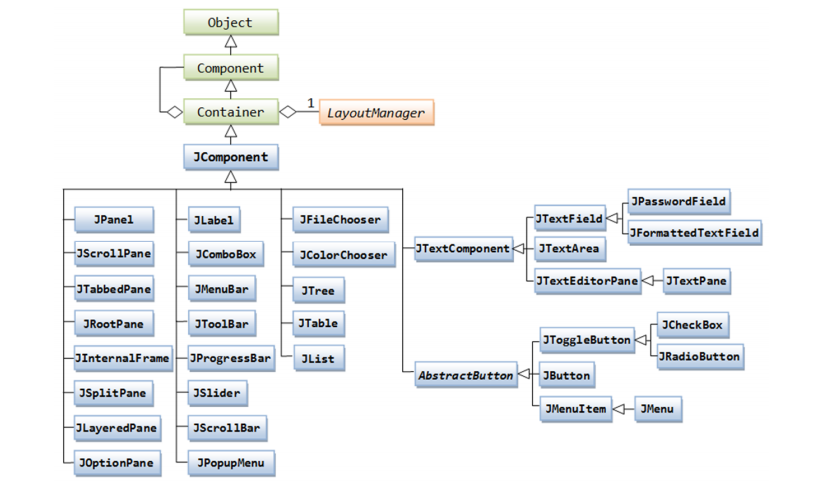 Object
Component
Container
1
LayoutManager
JComponent
JPanel
JScrollPane
JTabbedPane
JRootPane
JInternalFrame
JSplitPane
JLayeredPane
JOptionPane
JLabel
JComboBox
JMenuBar
JToolBar
JProgressBar
JSlider
JScrollBar
JPopupMenu
JFileChooser
JColorChooser
JTree
JTable
JList
JTextComponent
JTextField
JPasswordField
JFormattedTextField
JTextArea
JTextEditorPane
JTextPane
AbstractButton
JToggleButton
JCheckBox
JRadioButton
JButton
JMenuItem
JMenu